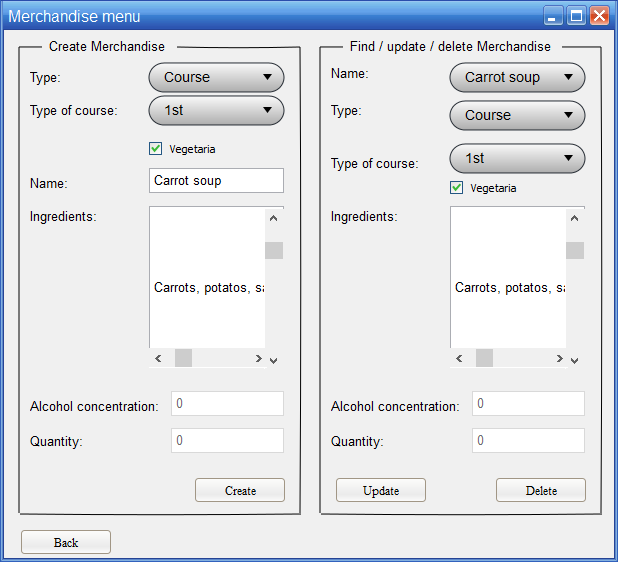 Merchandise menu
Create Merchandise
Type:
Course
Type of course:
1st
Vegetaria
Name:
Carrot soup
Ingredients:
Carrots, potatos, sa
Alcohol concentration:
0
Quantity:
0
Create
Find / update / delete Merchandise
Name:
Carrot soup
Type:
Course
Type of course:
1st
Vegetaria
Ingredients:
Carrots, potatos, sa
Alcohol concentration:
0
Quantity:
0
Update
Delete
Back